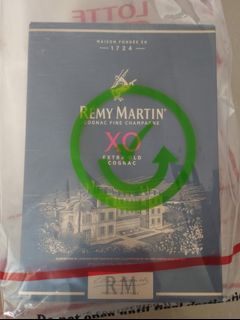 LOTTE
MAISON FONDÉE EN
1724
REMY MARTIN
COGNAC FINE CHAMPAGNE
XO
EXTRA OLD
COGNAC
RM
Do not open until final